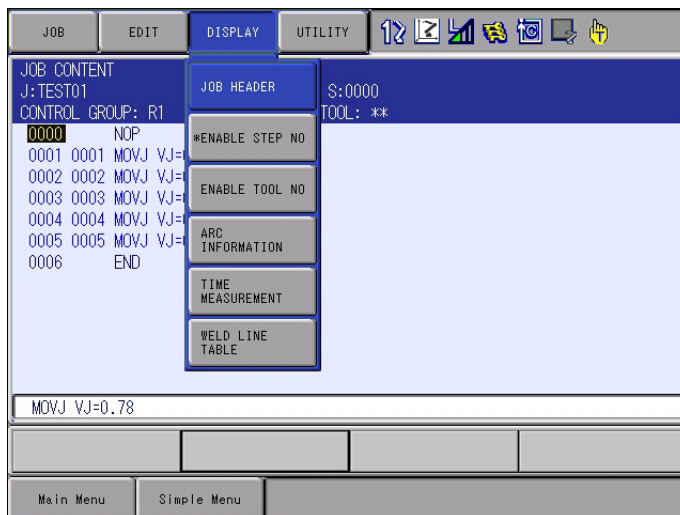 JOB EDIT DISPLAY UTILITY
JOB CONTENT
J:TEST01 S:0000
CONTROL GROUP: R1 TOOL: **
0000 NOP
0001 0001 MOVJ VJ=
0002 0002 MOVJ VJ=
0003 0003 MOVJ VJ=
0004 0004 MOVJ VJ=
0005 0005 MOVJ VJ=
0006 END
JOB HEADER
*ENABLE STEP NO
ENABLE TOOL NO
ARC
INFORMATION
TIME
MEASUREMENT
WELD LINE
TABLE
MOVJ VJ=0.78
Main Menu Simple Menu